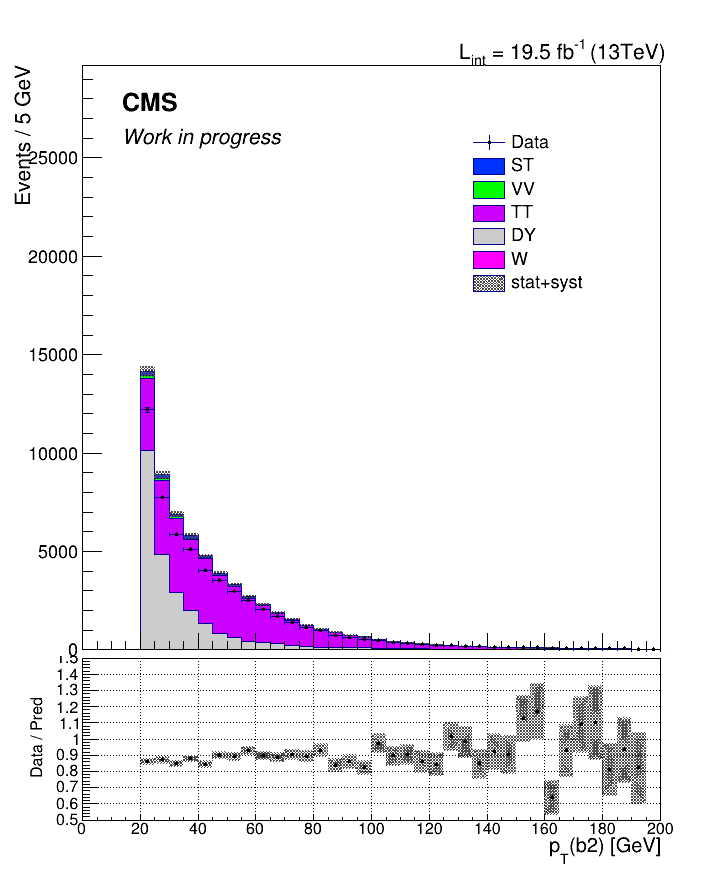 L_int = 19.5 fb^-1 (13TeV)
Events / 5 GeV
CMS
Work in progress
Data
ST
VV
TT
DY
W
stat+syst
25000
20000
15000
10000
5000
0
Data / Pred
1.5
1.4
1.3
1.2
1.1
1
0.9
0.8
0.7
0.6
0.5
0 20 40 60 80 100 120 140 160 180 200
p_T(b2) [GeV]